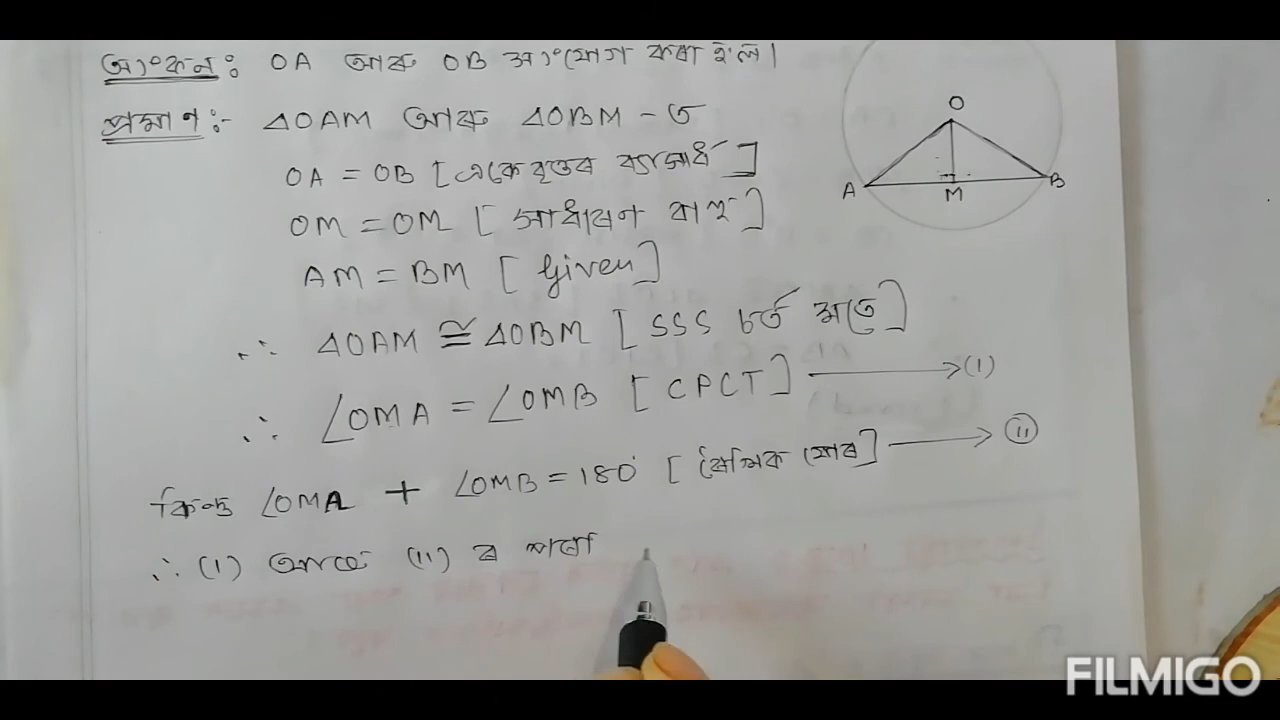 অংকন: OA আৰু OB সংযোগ কৰা হ'ল।
প্ৰমাণ:- ΔOAM আৰু ΔOBM - ত
OA = OB [একে বৃত্তৰ ব্যাসাৰ্ধ]
OM = OM [সাধাৰণ বাহু]
AM = BM [Given]
∴ ΔOAM ≅ ΔOBM [SSS চৰ্ত মতে]
∴ ∠OMA = ∠OMB [CPCT] → (1)
কিন্তু ∠OMA + ∠OMB = 180° [ৰৈখিক যোৰ] → (ii)
∴ (1) আৰু (11) ৰ পৰা
O
A
M
B
FILMIGO